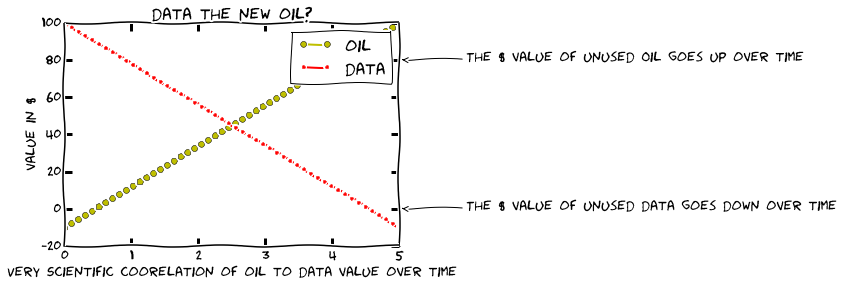 DATA THE NEW OIL?
100
80
60
40
20
0
-20
VALUE IN $
OIL
DATA
THE $ VALUE OF UNUSED OIL GOES UP OVER TIME
THE $ VALUE OF UNUSED DATA GOES DOWN OVER TIME
0 1 2 3 4 5
VERY SCIENTIFIC COORELATION OF OIL TO DATA VALUE OVER TIME